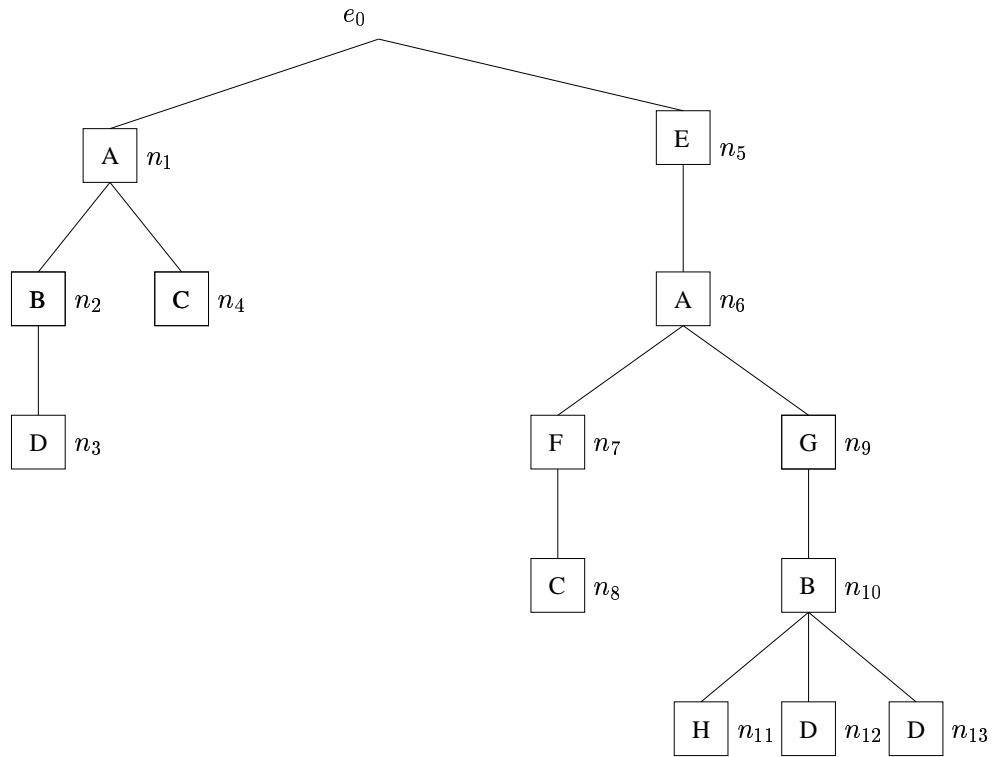 e₀
A n₁ E n₅
B n₂ C n₄ A n₆
D n₃ F n₇ G n₉
C n₈ B n₁₀
H n₁₁ D n₁₂ D n₁₃